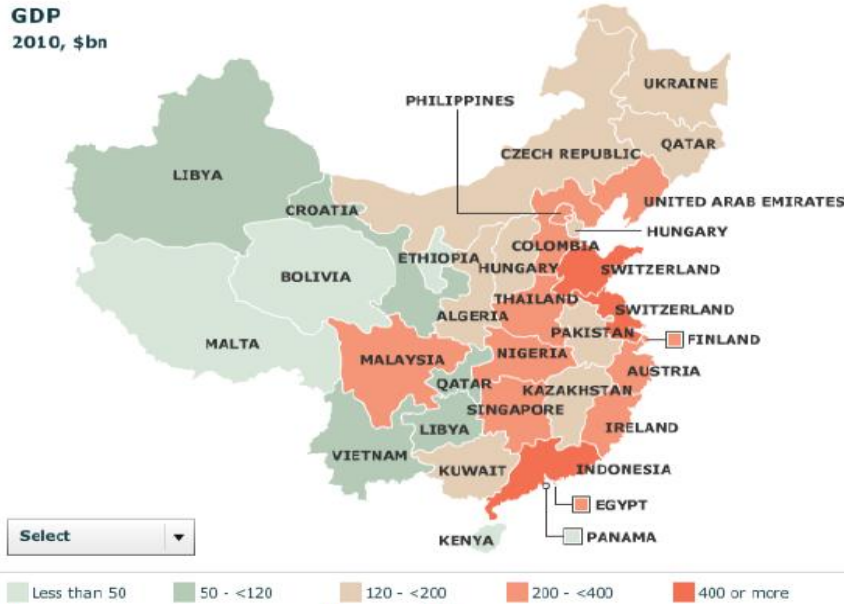 GDP
2010, $bn
UKRAINE
PHILIPPINES
QATAR
CZECH REPUBLIC
LIBYA
UNITED ARAB EMIRATES
CROATIA
HUNGARY
COLOMBIA
ETHIOPIA
HUNGARY
SWITZERLAND
BOLIVIA
THAILAND
SWITZERLAND
ALGERIA
PAKISTAN
FINLAND
MALTA
NIGERIA
MALAYSIA
AUSTRIA
QATAR
KAZAKHSTAN
SINGAPORE
IRELAND
LIBYA
VIETNAM
KUWAIT
INDONESIA
EGYPT
Select
KENYA
PANAMA
Less than 50
50 - <120
120 - <200
200 - <400
400 or more